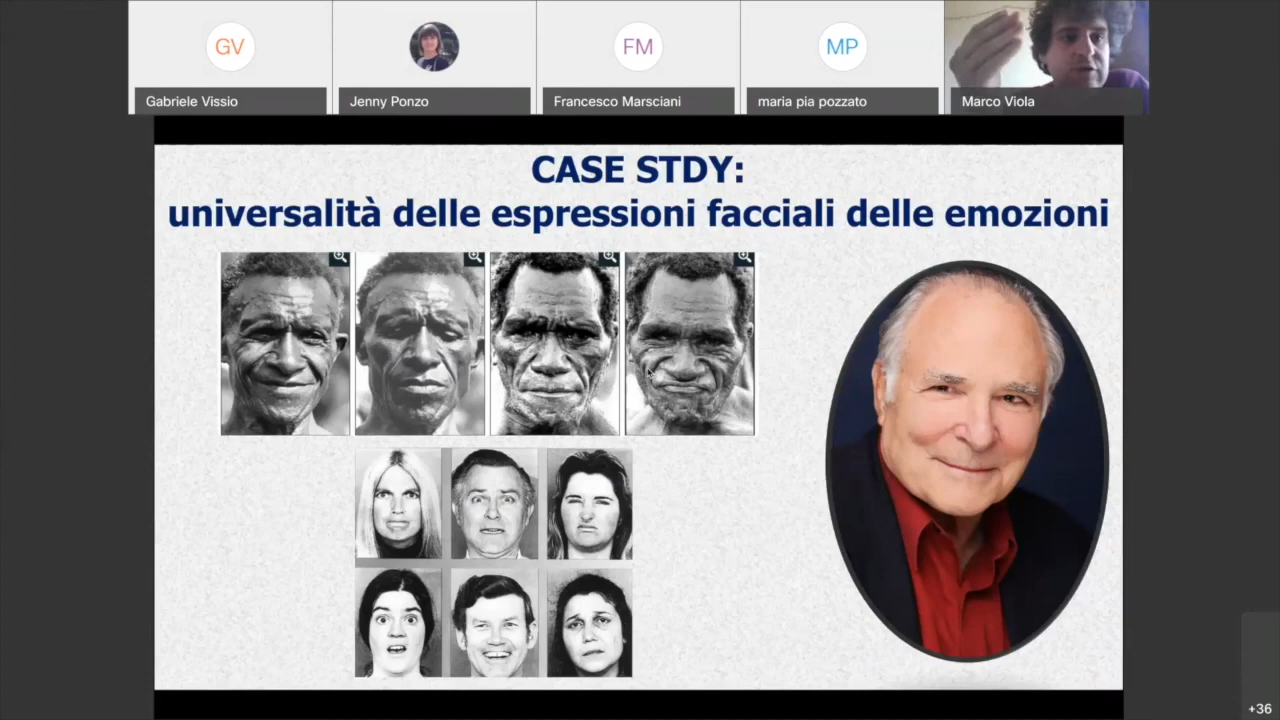 GV
FM
MP
Gabriele Vissio
Jenny Ponzo
Francesco Marsciani
maria pia pozzato
Marco Viola
CASE STDY:
universalità delle espressioni facciali delle emozioni
+36